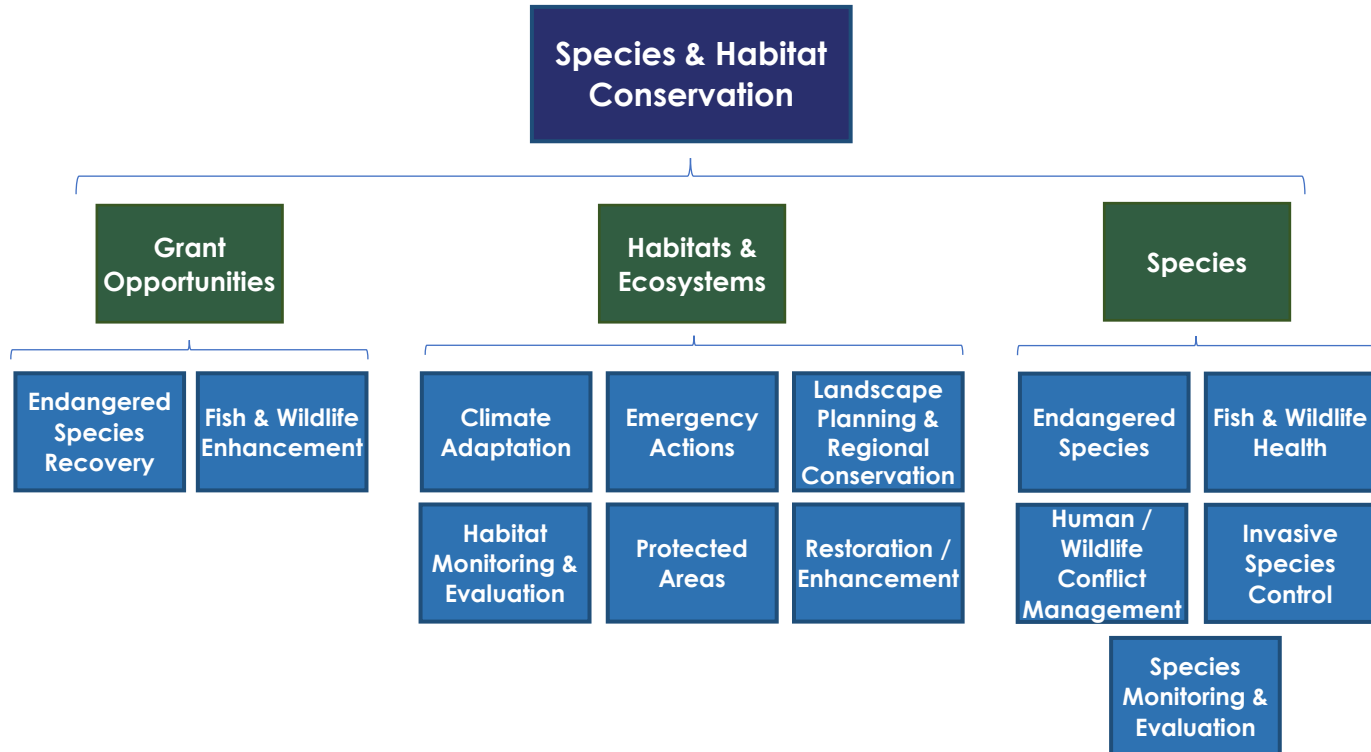 Species & Habitat
Conservation
Grant
Opportunities
Habitats &
Ecosystems
Species
Endangered
Species
Recovery
Fish & Wildlife
Enhancement
Climate
Adaptation
Emergency
Actions
Landscape
Planning &
Regional
Conservation
Habitat
Monitoring &
Evaluation
Protected
Areas
Restoration /
Enhancement
Endangered
Species
Fish & Wildlife
Health
Human /
Wildlife
Conflict
Management
Invasive
Species
Control
Species
Monitoring &
Evaluation